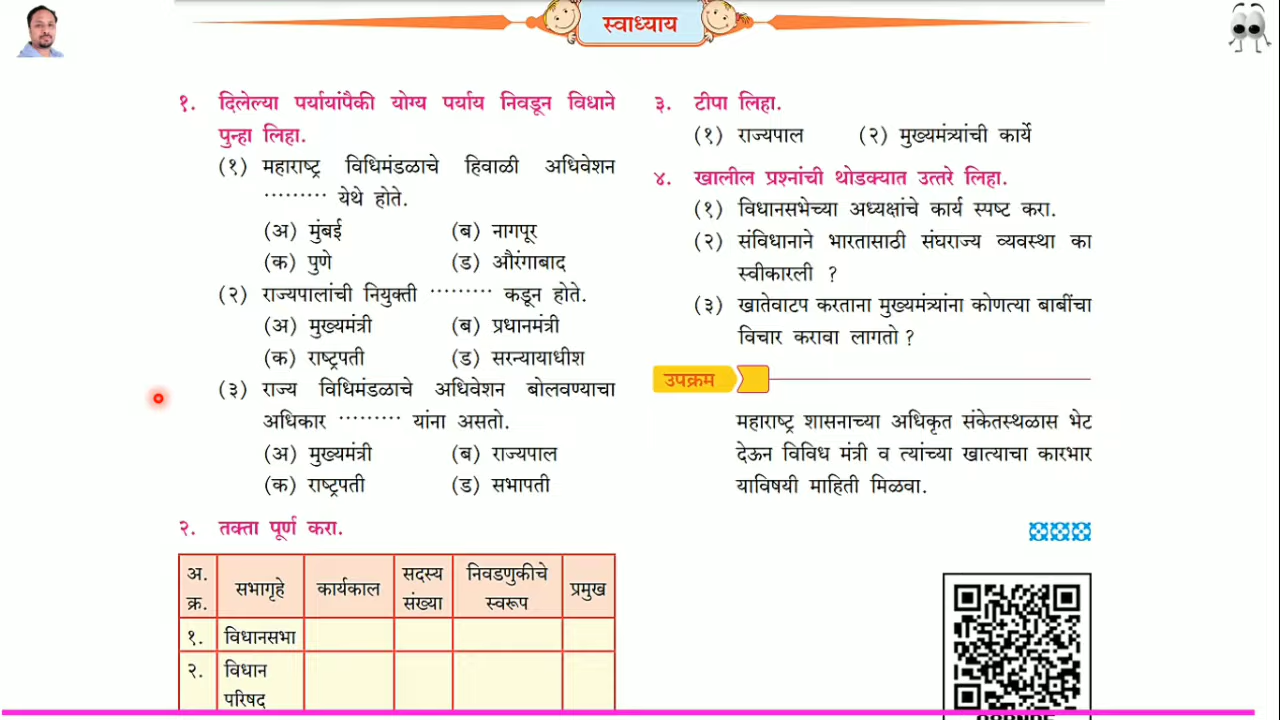 स्वाध्याय
१. दिलेल्या पर्यायांपैकी योग्य पर्याय निवडून विधाने
पुन्हा लिहा.
(१) महाराष्ट्र विधिमंडळाचे हिवाळी अधिवेशन
········· येथे होते.
(अ) मुंबई (ब) नागपूर
(क) पुणे (ड) औरंगाबाद
(२) राज्यपालांची नियुक्ती ········· कडून होते.
(अ) मुख्यमंत्री (ब) प्रधानमंत्री
(क) राष्ट्रपती (ड) सरन्यायाधीश
(३) राज्य विधिमंडळाचे अधिवेशन बोलवण्याचा
अधिकार ········· यांना असतो.
(अ) मुख्यमंत्री (ब) राज्यपाल
(क) राष्ट्रपती (ड) सभापती
२. तक्ता पूर्ण करा.
अ. क्र. सभागृहे कार्यकाल सदस्य संख्या निवडणुकीचे स्वरूप प्रमुख
१. विधानसभा
२. विधान
परिषद
३. टीपा लिहा.
(१) राज्यपाल (२) मुख्यमंत्र्यांची कार्ये
४. खालील प्रश्नांची थोडक्यात उत्तरे लिहा.
(१) विधानसभेच्या अध्यक्षांचे कार्य स्पष्ट करा.
(२) संविधानाने भारतासाठी संघराज्य व्यवस्था का
स्वीकारली ?
(३) खातेवाटप करताना मुख्यमंत्र्यांना कोणत्या बाबींचा
विचार करावा लागतो ?
उपक्रम
महाराष्ट्र शासनाच्या अधिकृत संकेतस्थळास भेट
देऊन विविध मंत्री व त्यांच्या खात्याचा कारभार
याविषयी माहिती मिळवा.